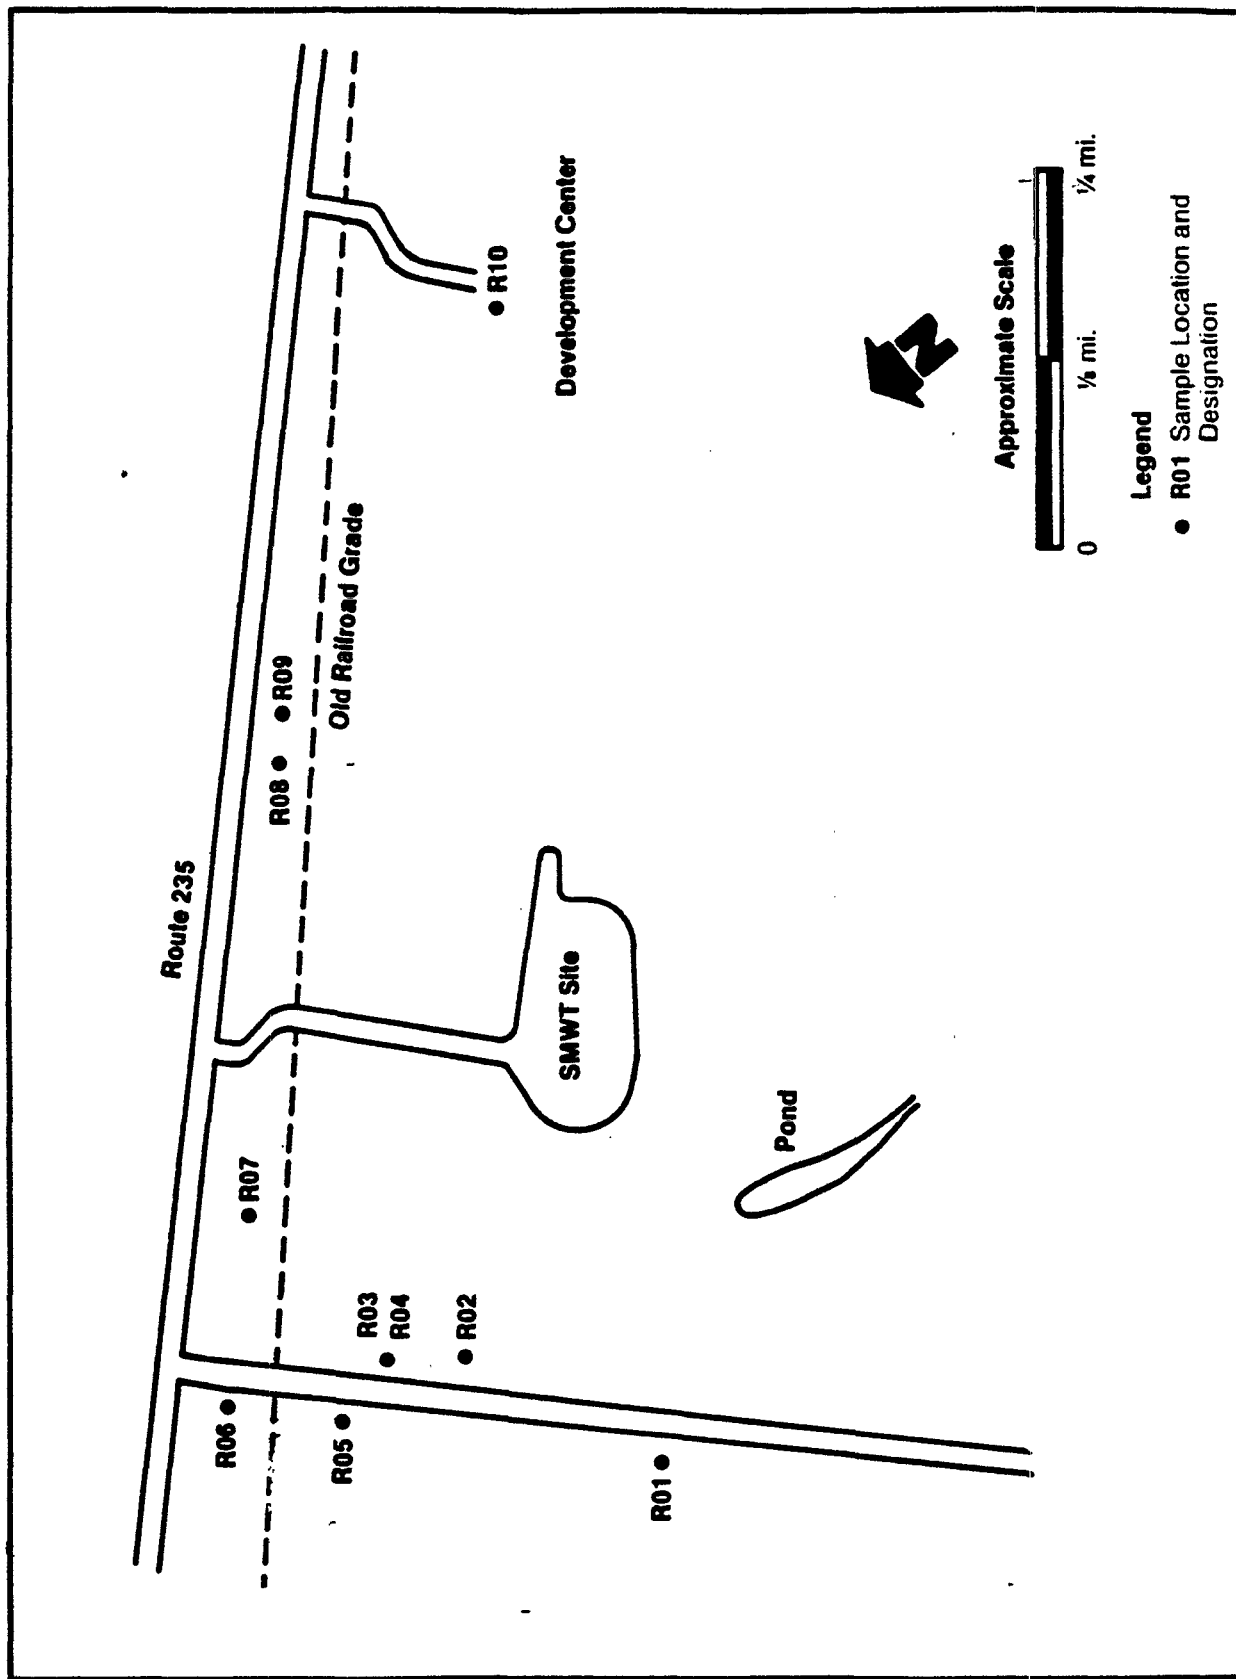 Route 235
Old Railroad Grade
R06
R05
R07
R03
R04
R02
R01
R08
R09
R10
SMWT Site
Pond
Development Center
N
Approximate Scale
0
⅛ mi.
¼ mi.
Legend
R01 Sample Location and
Designation